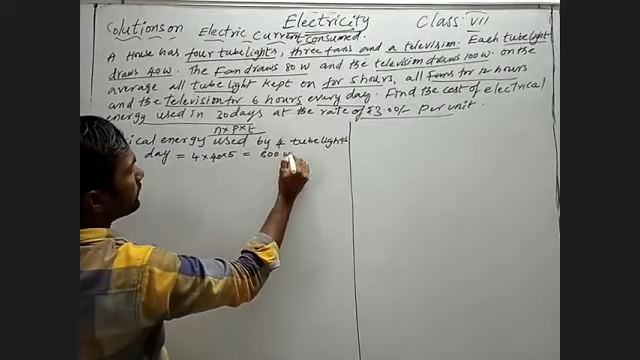 Electricity Class: VII
Solutions on Electric Current Consumed.
A House has four tubelights, three fans and a television. Each tubelight
draws 40w. The Fan draws 80w and the television draws 100w. On the
average all tube light kept on for 5 hours, all fans for 12 hours
and the television for 6 hours every day. Find the cost of electrical
energy used in 30days at the rate of ₹3.00/- Per unit.
n×P×t
ical energy used by 4 tubelights
day = 4×40×5 = 800w